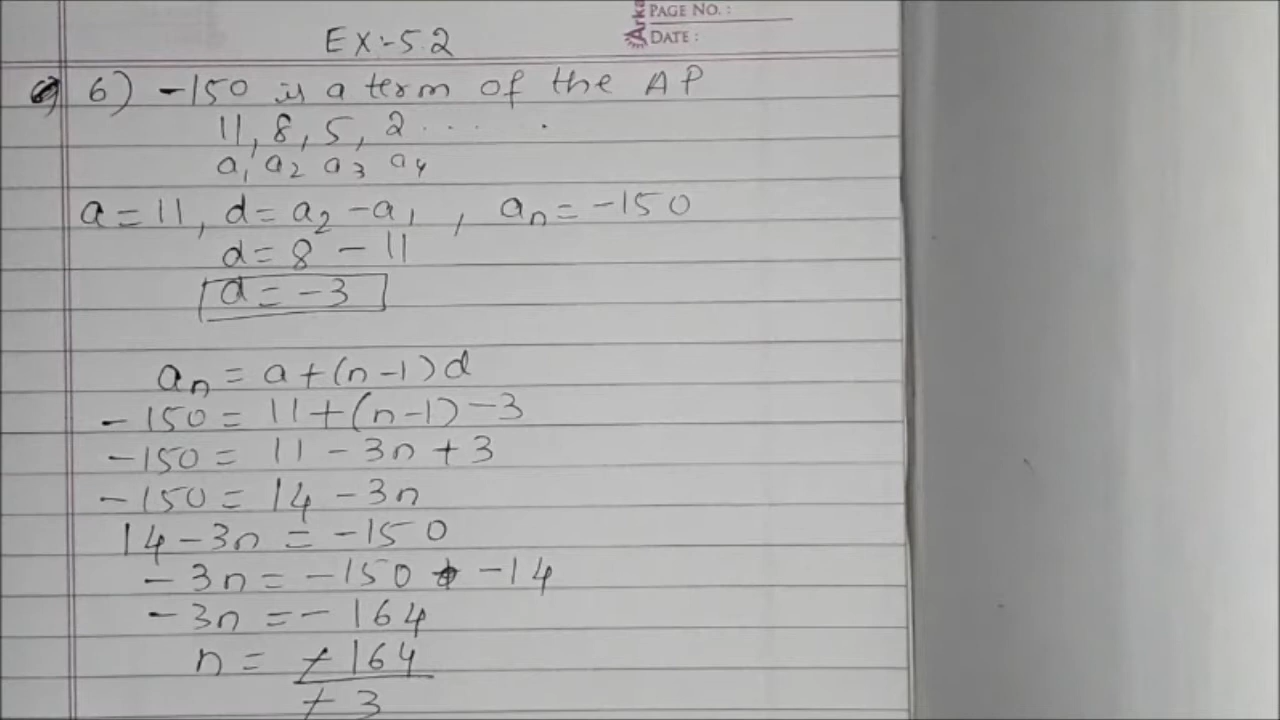 Arka PAGE NO.:
DATE:
EX:-5.2
6) -150 is a term of the AP
11, 8, 5, 2 ... .
a₁ a₂ a₃ a₄
a = 11, d = a₂ - a₁, aₙ = -150
d = 8 - 11
d = -3
aₙ = a + (n-1) d
-150 = 11 + (n-1) -3
-150 = 11 - 3n + 3
-150 = 14 - 3n
14 - 3n = -150
-3n = -150 -14
-3n = - 164
n = -164
-3